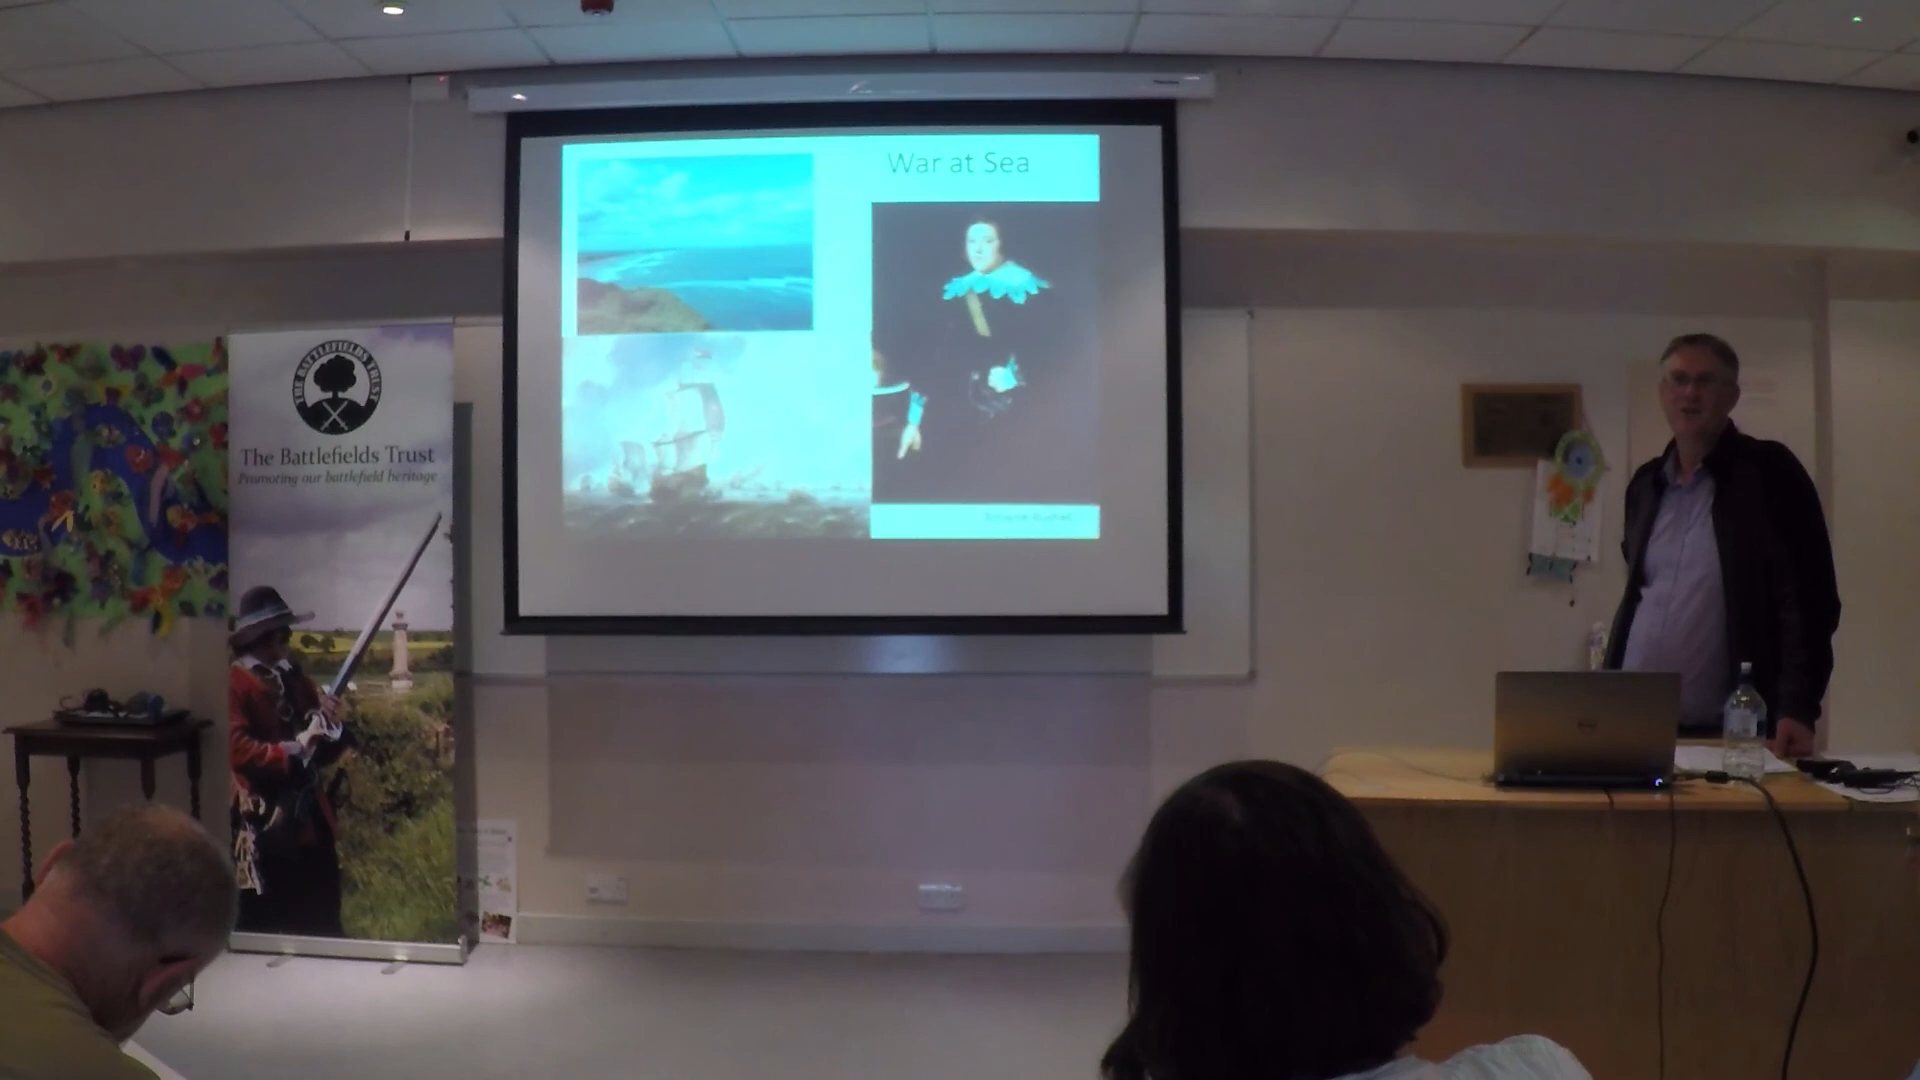 THE BATTLEFIELDS TRUST
The Battlefields Trust
Promoting our battlefield heritage
War at Sea